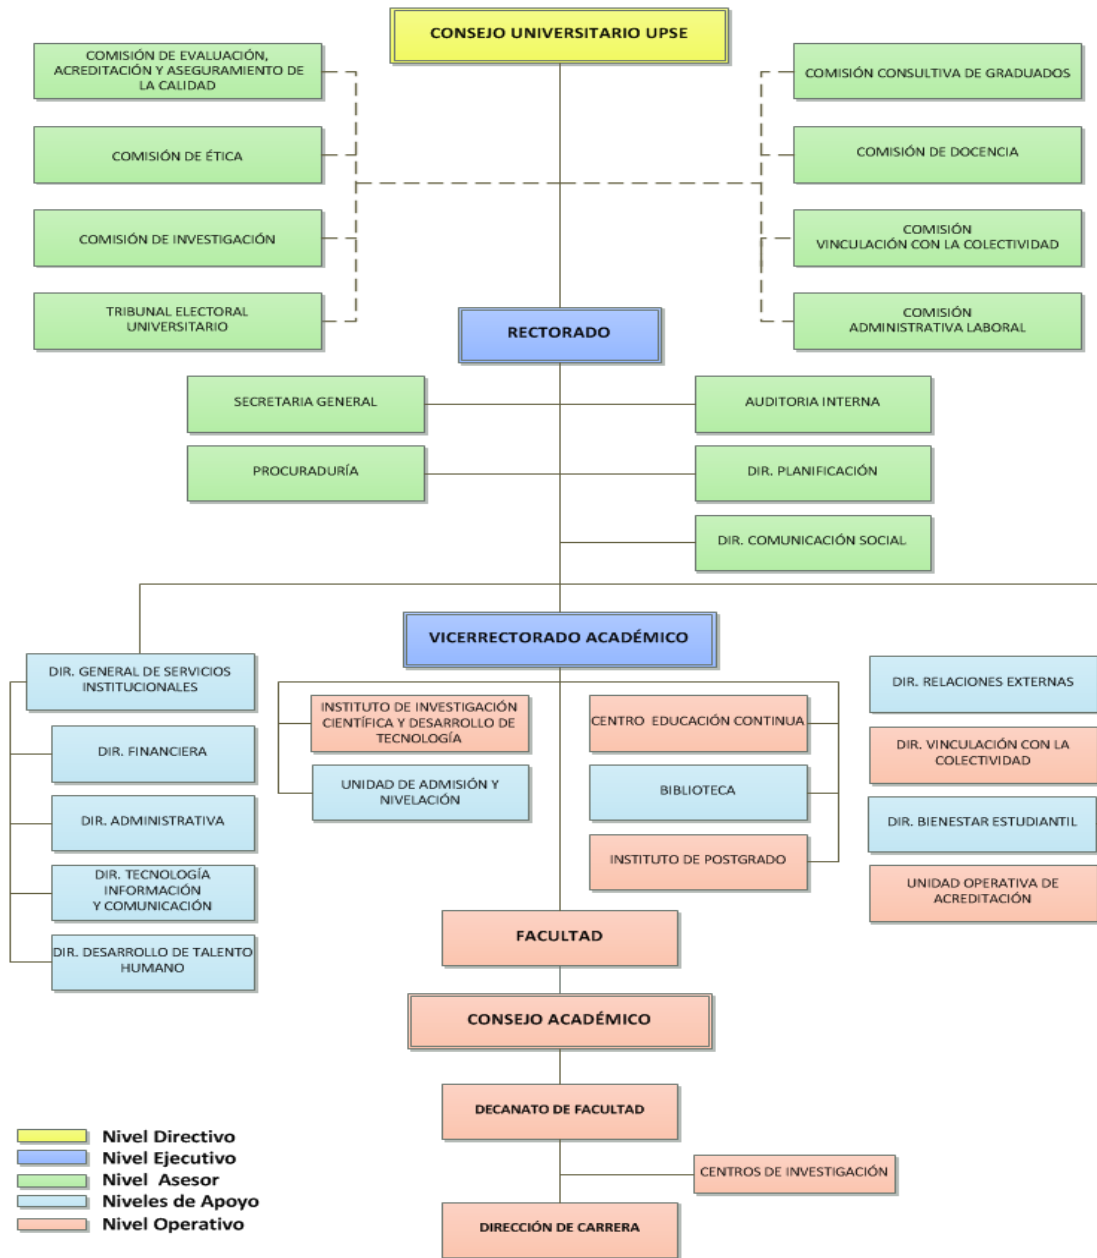 CONSEJO UNIVERSITARIO UPSE
COMISIÓN DE EVALUACIÓN,
ACREDITACIÓN Y ASEGURAMIENTO DE
LA CALIDAD
COMISIÓN CONSULTIVA DE GRADUADOS
COMISIÓN DE ÉTICA
COMISIÓN DE DOCENCIA
COMISIÓN DE INVESTIGACIÓN
COMISIÓN
VINCULACIÓN CON LA COLECTIVIDAD
TRIBUNAL ELECTORAL
UNIVERSITARIO
COMISIÓN
ADMINISTRATIVA LABORAL
RECTORADO
SECRETARIA GENERAL
AUDITORIA INTERNA
PROCURADURÍA
DIR. PLANIFICACIÓN
DIR. COMUNICACIÓN SOCIAL
VICERRECTORADO ACADÉMICO
DIR. GENERAL DE SERVICIOS
INSTITUCIONALES
DIR. FINANCIERA
DIR. ADMINISTRATIVA
DIR. TECNOLOGÍA
INFORMACIÓN
Y COMUNICACIÓN
DIR. DESARROLLO DE TALENTO
HUMANO
INSTITUTO DE INVESTIGACIÓN
CIENTÍFICA Y DESARROLLO DE
TECNOLOGÍA
UNIDAD DE ADMISIÓN Y
NIVELACIÓN
CENTRO EDUCACIÓN CONTINUA
BIBLIOTECA
INSTITUTO DE POSTGRADO
DIR. RELACIONES EXTERNAS
DIR. VINCULACIÓN CON LA
COLECTIVIDAD
DIR. BIENESTAR ESTUDIANTIL
UNIDAD OPERATIVA DE
ACREDITACIÓN
FACULTAD
CONSEJO ACADÉMICO
DECANATO DE FACULTAD
CENTROS DE INVESTIGACIÓN
DIRECCIÓN DE CARRERA
Nivel Directivo
Nivel Ejecutivo
Nivel Asesor
Niveles de Apoyo
Nivel Operativo